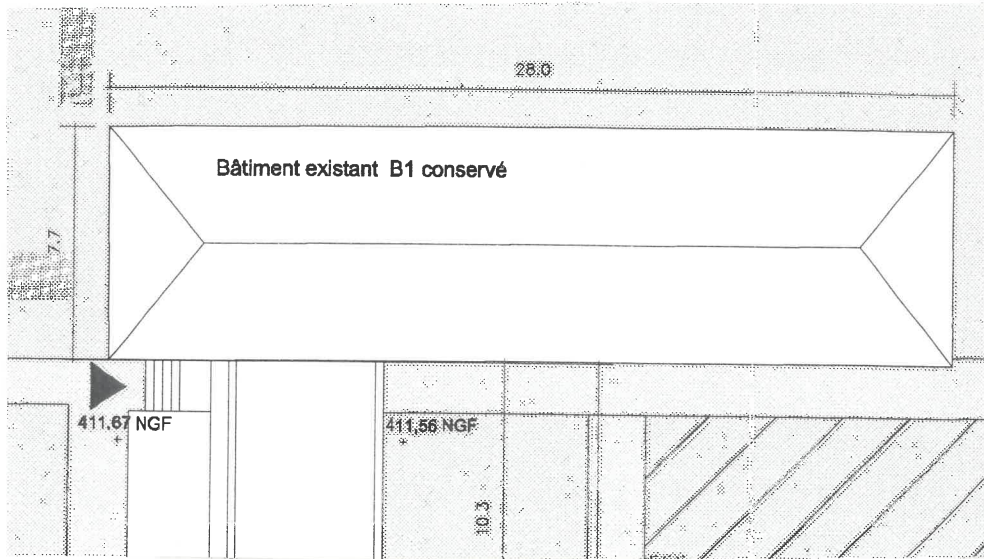 28.0
Bâtiment existant B1 conservé
7.7
411.67 NGF
411,56 NGF
10.3